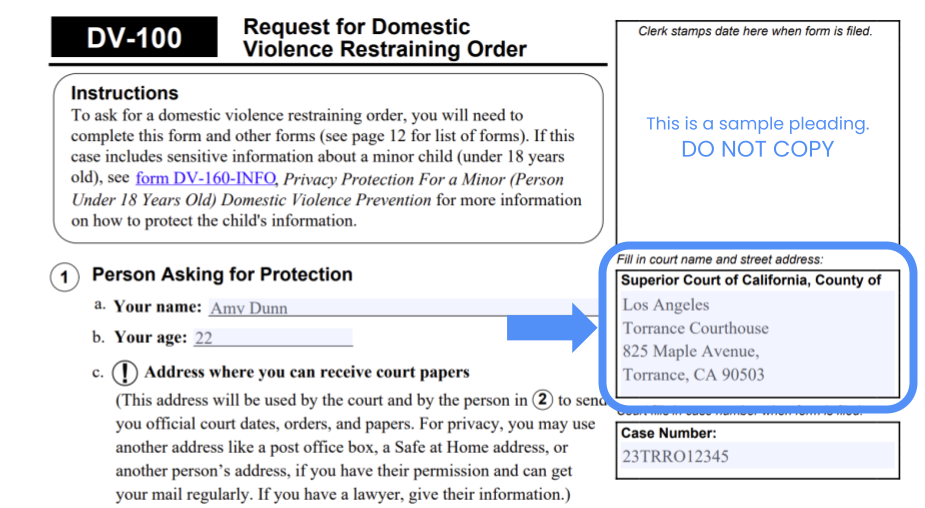 DV-100
Request for Domestic
Violence Restraining Order
Clerk stamps date here when form is filed.
This is a sample pleading.
DO NOT COPY
Instructions
To ask for a domestic violence restraining order, you will need to
complete this form and other forms (see page 12 for list of forms). If this
case includes sensitive information about a minor child (under 18 years
old), see form DV-160-INFO, Privacy Protection For a Minor (Person
Under 18 Years Old) Domestic Violence Prevention for more information
on how to protect the child's information.
Fill in court name and street address:
Superior Court of California, County of
Los Angeles
Torrance Courthouse
825 Maple Avenue,
Torrance, CA 90503
1 Person Asking for Protection
a. Your name: Amy Dunn
b. Your age: 22
c. ! Address where you can receive court papers
(This address will be used by the court and by the person in 2 to send
you official court dates, orders, and papers. For privacy, you may use
another address like a post office box, a Safe at Home address, or
another person's address, if you have their permission and can get
your mail regularly. If you have a lawyer, give their information.)
Court fills in case number when form is filed.
Case Number:
23TRRO12345